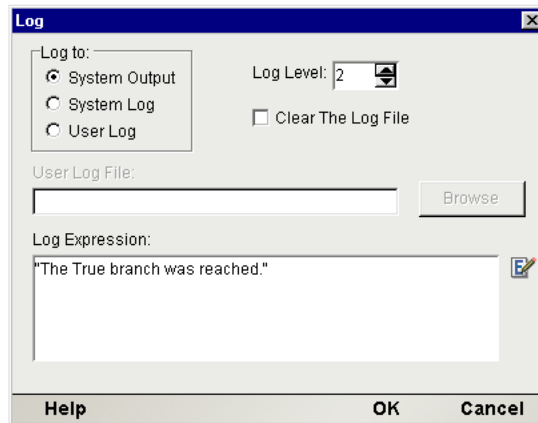 Log
Log to:
System Output
System Log
User Log
Log Level: 2
Clear The Log File
User Log File:
Browse
Log Expression:
"The True branch was reached."
Help OK Cancel